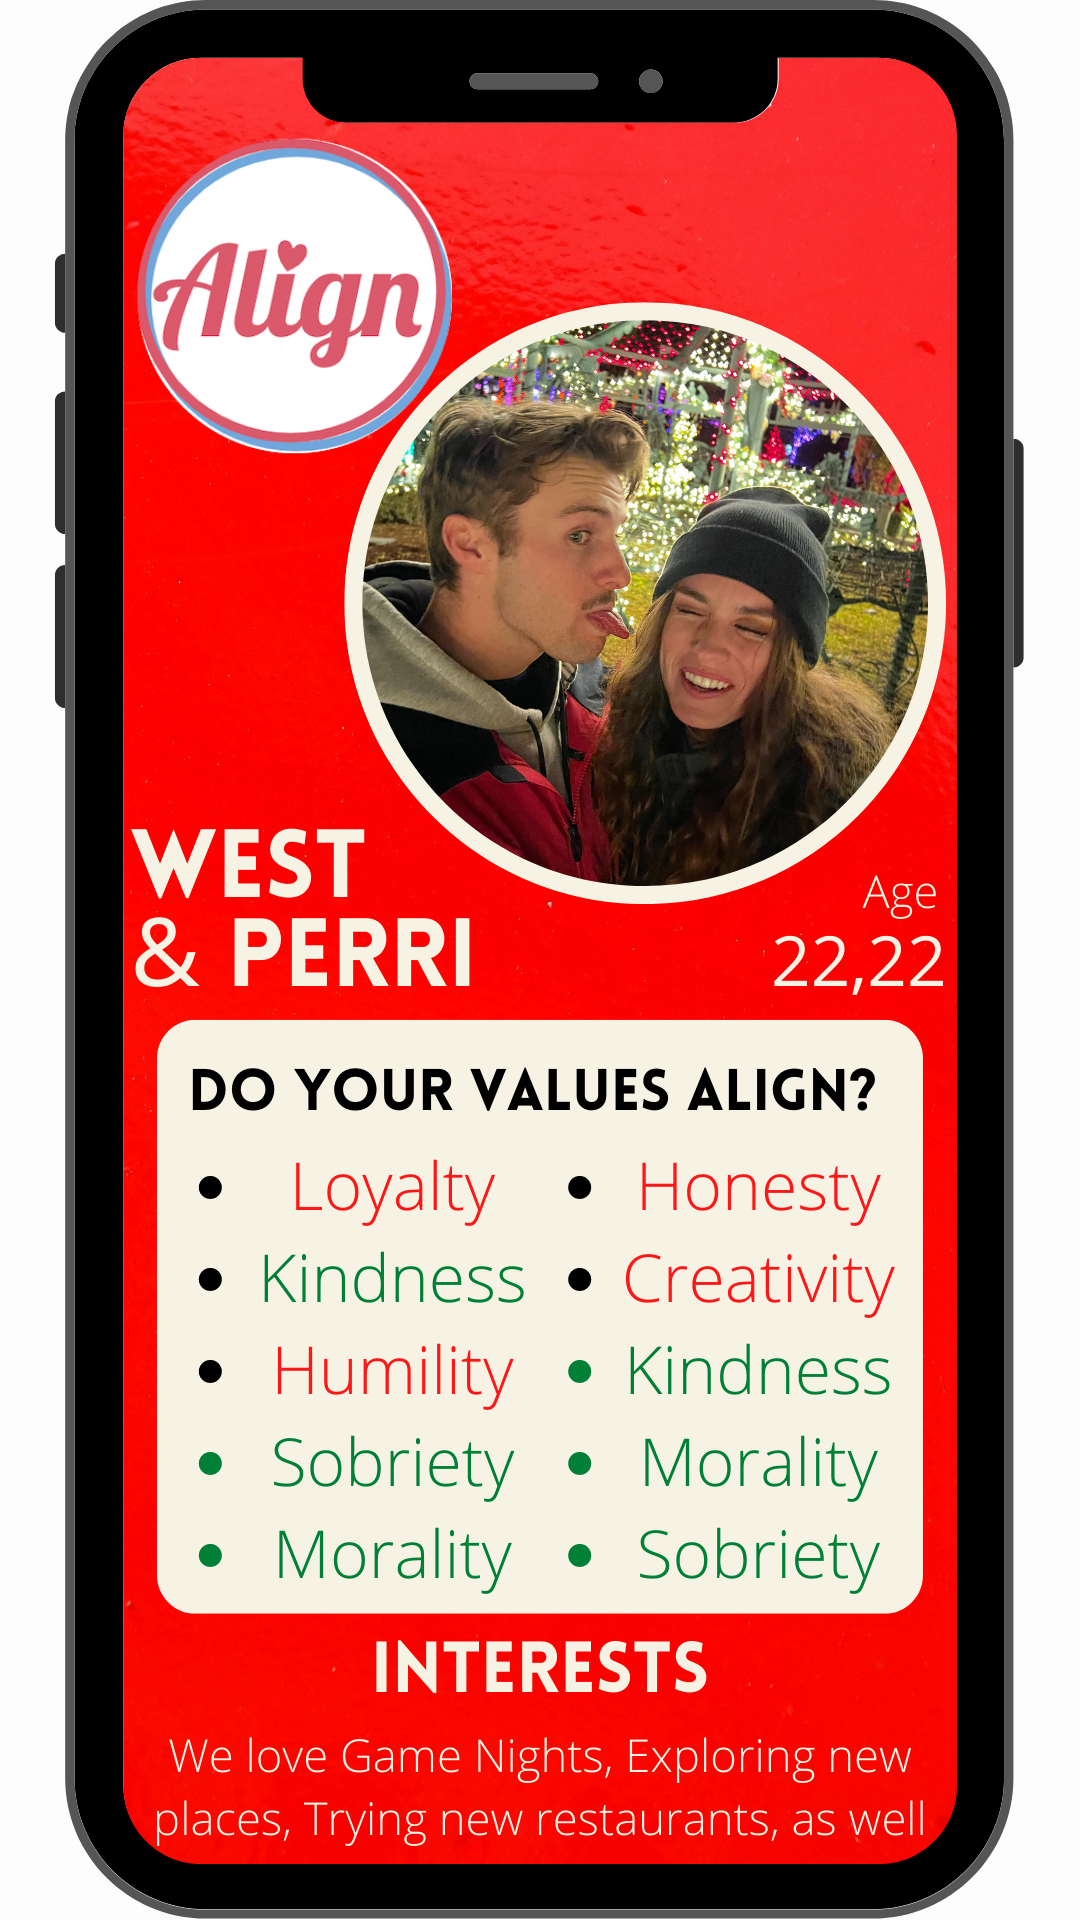 Align
WEST
& PERRI
Age
22,22
DO YOUR VALUES ALIGN?
• Loyalty
• Kindness
• Humility
• Sobriety
• Morality
• Honesty
• Creativity
• Kindness
• Morality
• Sobriety
INTERESTS
We love Game Nights, Exploring new
places, Trying new restaurants, as well